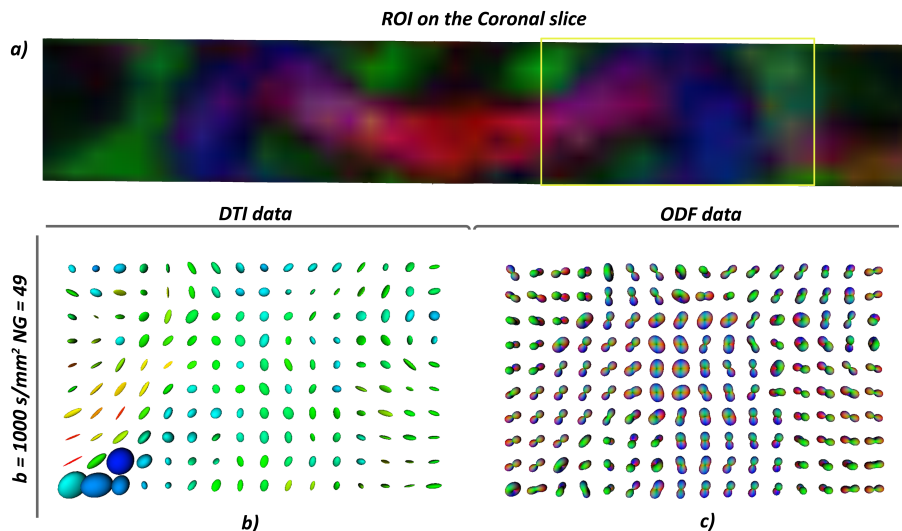 ROI on the Coronal slice
a)
DTI data
ODF data
b = 1000 s/mm² NG = 49
b)
c)